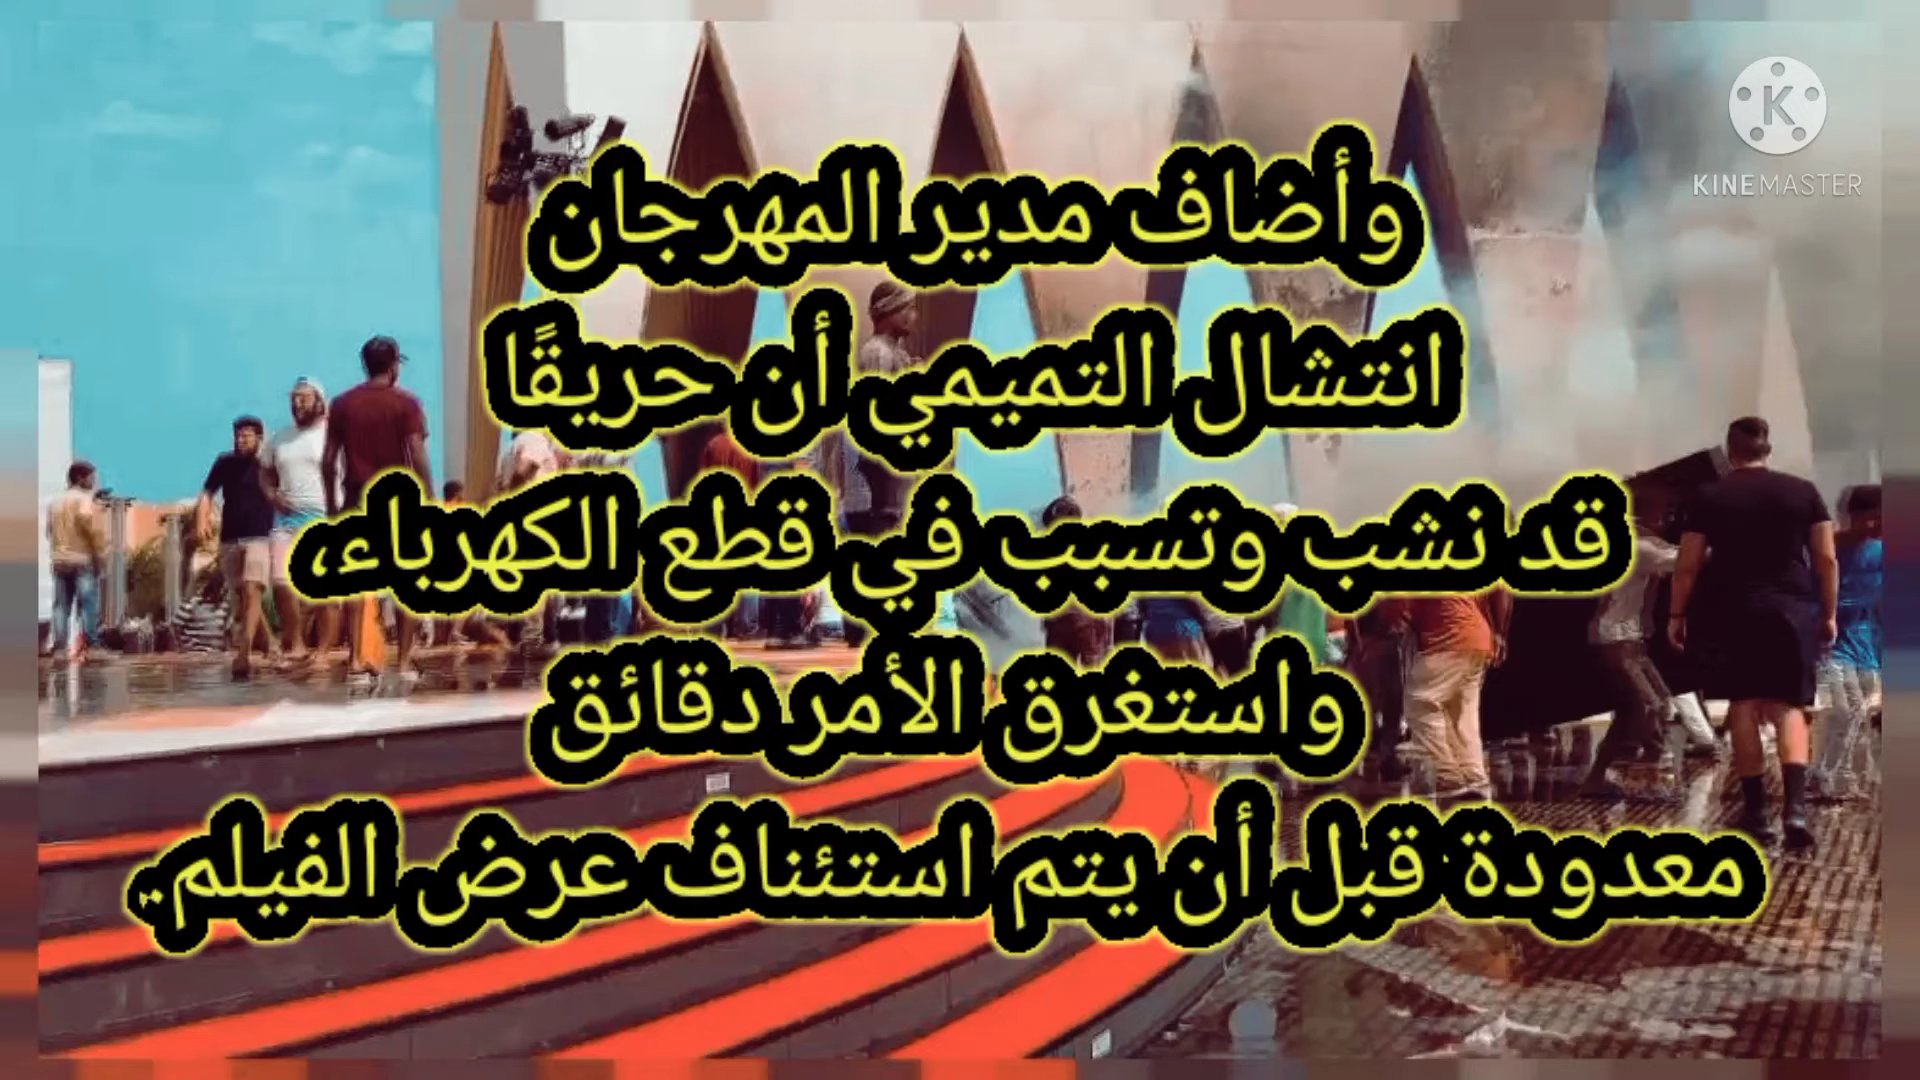 KINEMASTER
وأضاف مدير المهرجان
انتشال التميمي أن حريقًا
قد نشب وتسبب في قطع الكهرباء،
واستغرق الأمر دقائق
معدودة قبل أن يتم استئناف عرض الفيلم..